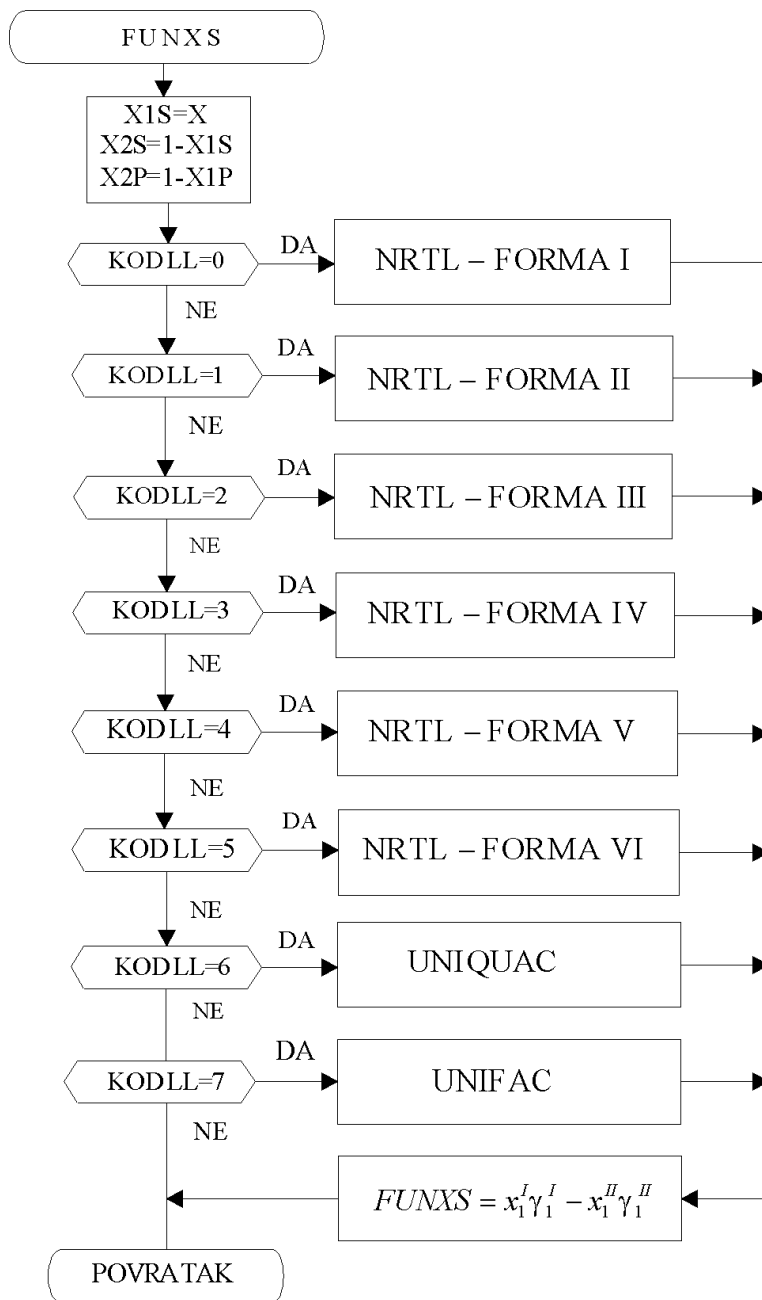 FUNXS
X1S=X
X2S=1-X1S
X2P=1-X1P
KODLL=0
DA
NRTL – FORMA I
NE
KODLL=1
DA
NRTL – FORMA II
NE
KODLL=2
DA
NRTL – FORMA III
NE
KODLL=3
DA
NRTL – FORMA IV
NE
KODLL=4
DA
NRTL – FORMA V
NE
KODLL=5
DA
NRTL – FORMA VI
NE
KODLL=6
DA
UNIQUAC
NE
KODLL=7
DA
UNIFAC
NE
FUNXS = x₁ᴵγ₁ᴵ − x₁ᴵᴵγ₁ᴵᴵ
POVRATAK